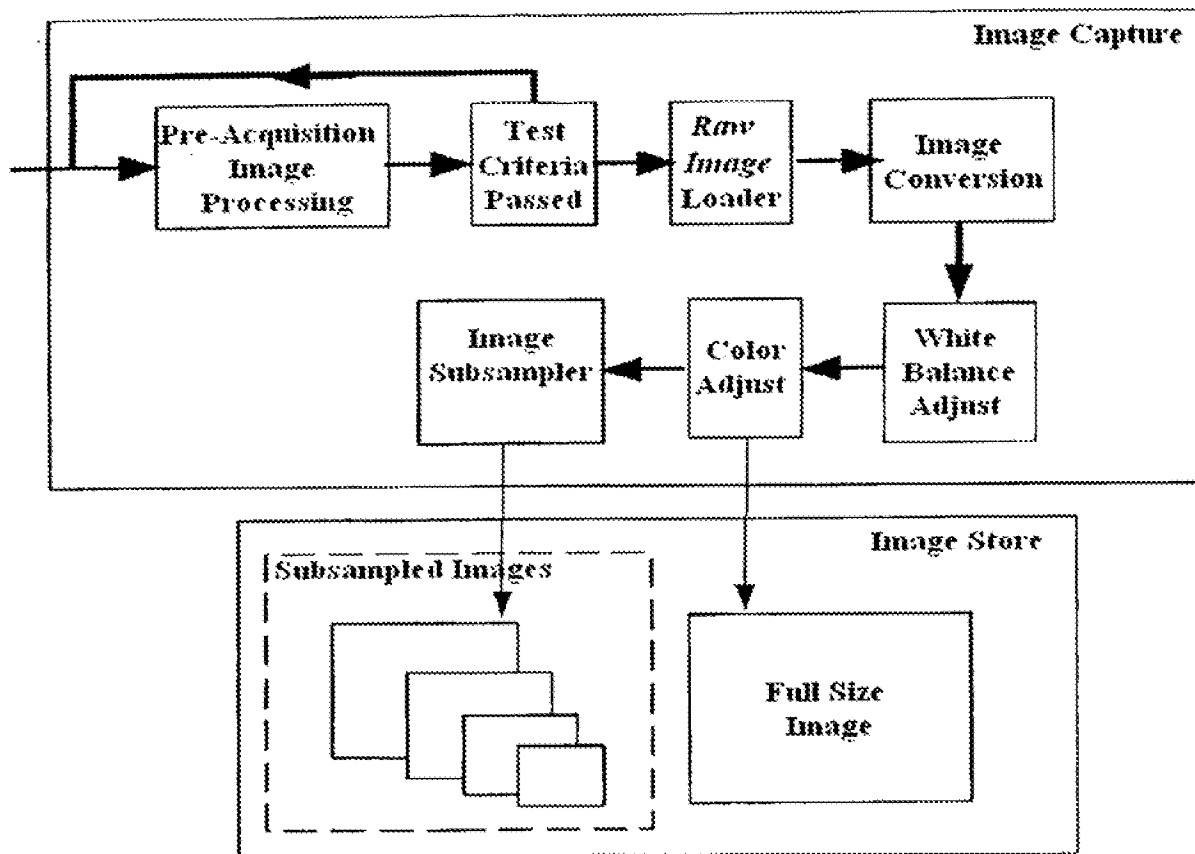 Image Capture
Pre-Acquisition
Image
Processing
Test
Criteria
Passed
Raw
Image
Loader
Image
Conversion
Image
Subsampler
Color
Adjust
White
Balance
Adjust
Image Store
Subsampled Images
Full Size
Image